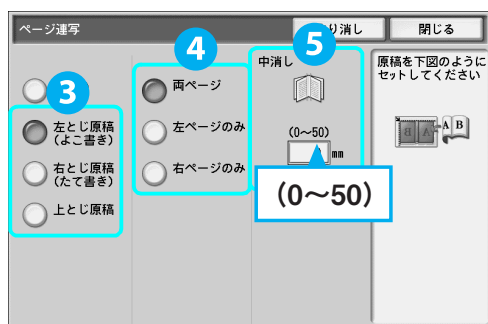 ページ連写
り消し
閉じる
3
左とじ原稿
(よこ書き)
右とじ原稿
(たて書き)
上とじ原稿
4
両ページ
左ページのみ
右ページのみ
5
中消し
(0~50)
mm
(0~50)
原稿を下図のように
セットしてください
B A A B